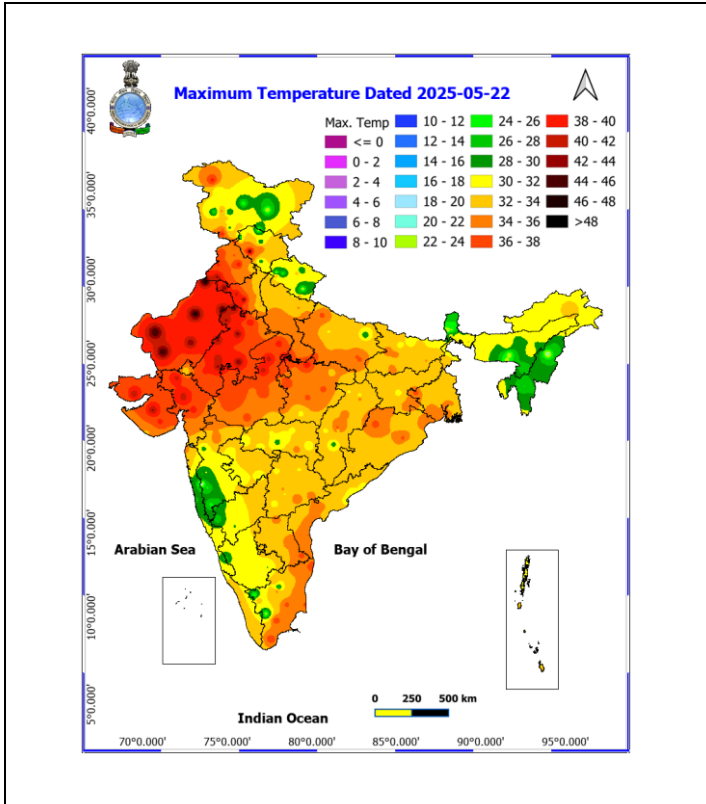 Maximum Temperature Dated 2025-05-22
Max. Temp
<= 0
0 - 2
2 - 4
4 - 6
6 - 8
8 - 10
10 - 12
12 - 14
14 - 16
16 - 18
18 - 20
20 - 22
22 - 24
24 - 26
26 - 28
28 - 30
30 - 32
32 - 34
34 - 36
36 - 38
38 - 40
40 - 42
42 - 44
44 - 46
46 - 48
>48
40°0.000'
35°0.000'
30°0.000'
25°0.000'
20°0.000'
15°0.000'
10°0.000'
5°0.000'
Arabian Sea
Bay of Bengal
0 250 500 km
Indian Ocean
70°0.000' 75°0.000' 80°0.000' 85°0.000' 90°0.000' 95°0.000'